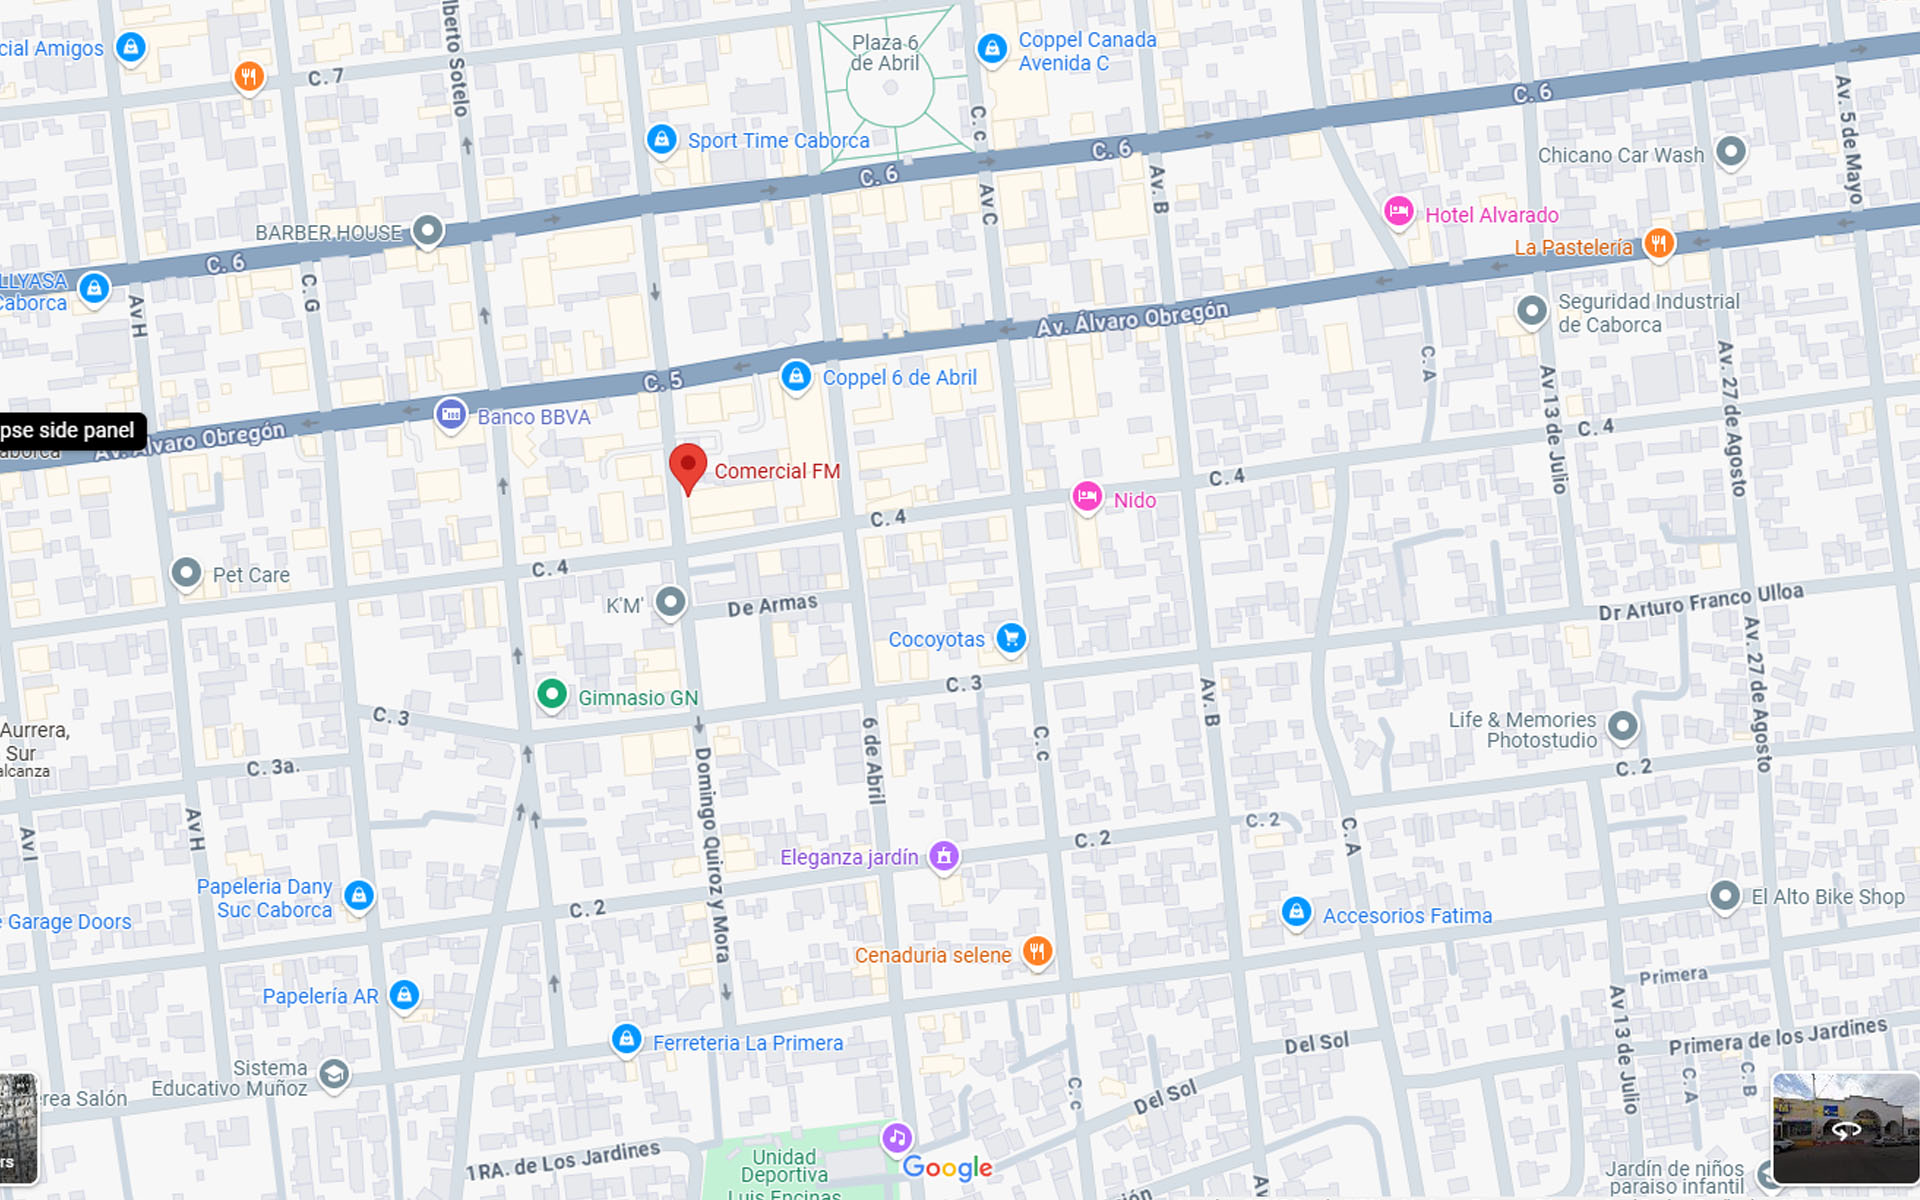 cial Amigos
C. 7
lberto Sotelo
Plaza 6
de Abril
Coppel Canada
Avenida C
C. c
C. 6
Sport Time Caborca
C. 6
C. 6
Av. B
Av C
Chicano Car Wash
Av. 5 de Mayo
Hotel Alvarado
La Pastelería
BARBER HOUSE
C. 6
LLYASA
Caborca
Av H
C. G
Seguridad Industrial
de Caborca
Av. Álvaro Obregón
C. 5
Coppel 6 de Abril
Banco BBVA
C. A
Av 13 de Julio
Av. 27 de Agosto
pse side panel
aborca
Av. Alvaro Obregón
C. 4
Comercial FM
C. 4
Nido
C. 4
C. 4
Pet Care
K'M'
De Armas
Dr Arturo Franco Ulloa
Cocoyotas
C. 3
Gimnasio GN
C. 3
Av. B
Av. 27 de Agosto
Aurrera,
Sur
alcanza
C. 3a.
Domingo Quiroz y Mora
6 de Abril
C. c
Life & Memories
Photostudio
C. 2
Av I
Av H
C. 2
C. 2
C. A
Eleganza jardín
Papeleria Dany
Suc Caborca
e Garage Doors
C. 2
Accesorios Fatima
El Alto Bike Shop
Cenaduria selene
Papelería AR
Primera
Av 13 de Julio
Ferreteria La Primera
Del Sol
Primera de los Jardines
Sistema
Educativo Muñoz
rea Salón
C. c
Del Sol
C. A
C. B
1RA. de Los Jardines
Unidad
Deportiva
Luis Encinas
Google
rs
Av
ión
Jardín de niños
paraiso infantil